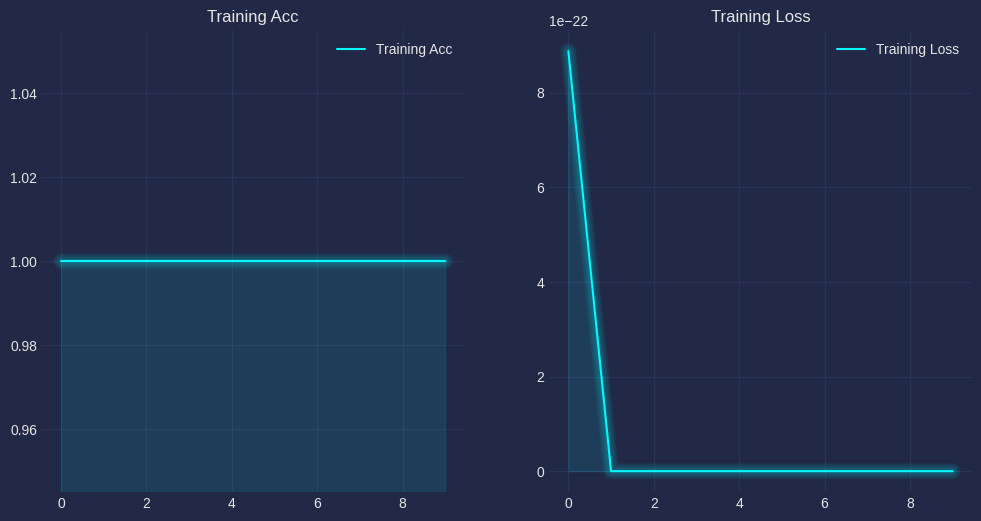 Training Acc
Training Acc
1.04
1.02
1.00
0.98
0.96
0 2 4 6 8
Training Loss
1e−22
Training Loss
8
6
4
2
0
0 2 4 6 8